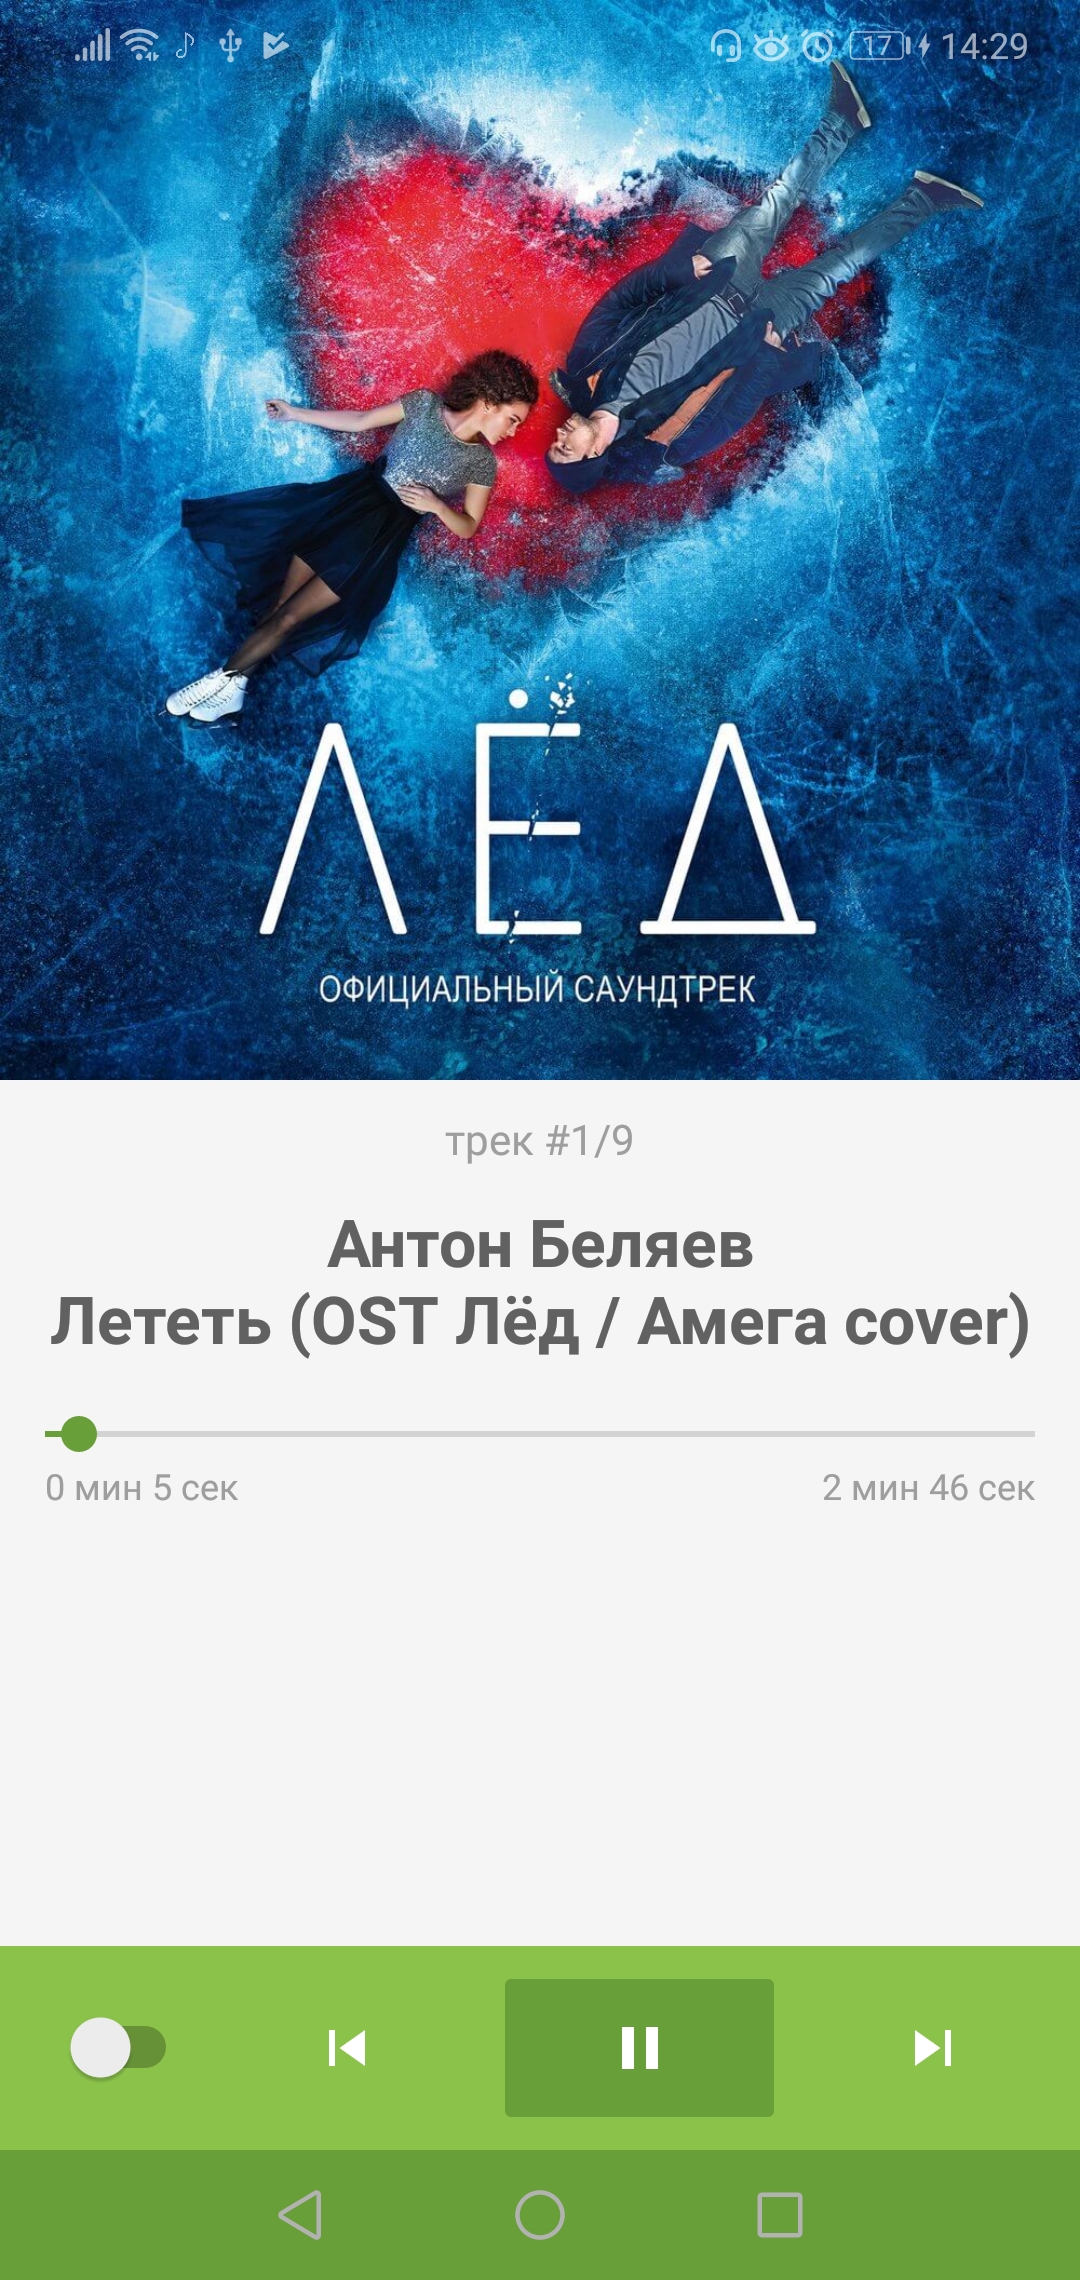 17 14:29
ЛЁД
ОФИЦИАЛЬНЫЙ САУНДТРЕК
трек #1/9
Антон Беляев
Лететь (OST Лёд / Амега cover)
0 мин 5 сек 2 мин 46 сек